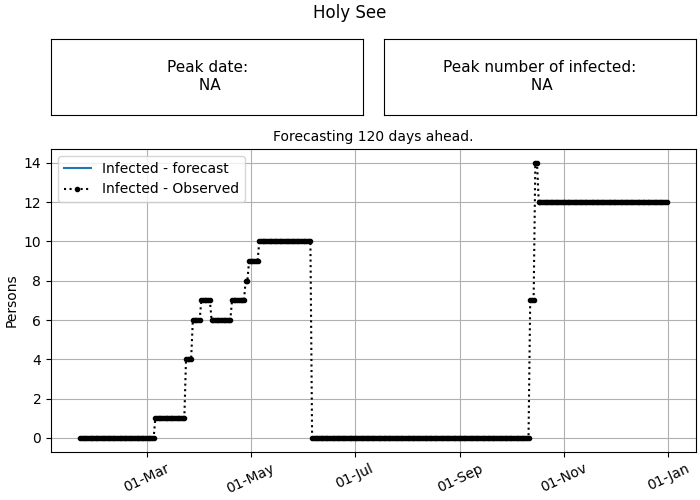 Holy See
Peak date:
NA
Peak number of infected:
NA
Forecasting 120 days ahead.
Infected - forecast
Infected - Observed
Persons
14
12
10
8
6
4
2
0
01-Mar
01-May
01-Jul
01-Sep
01-Nov
01-Jan